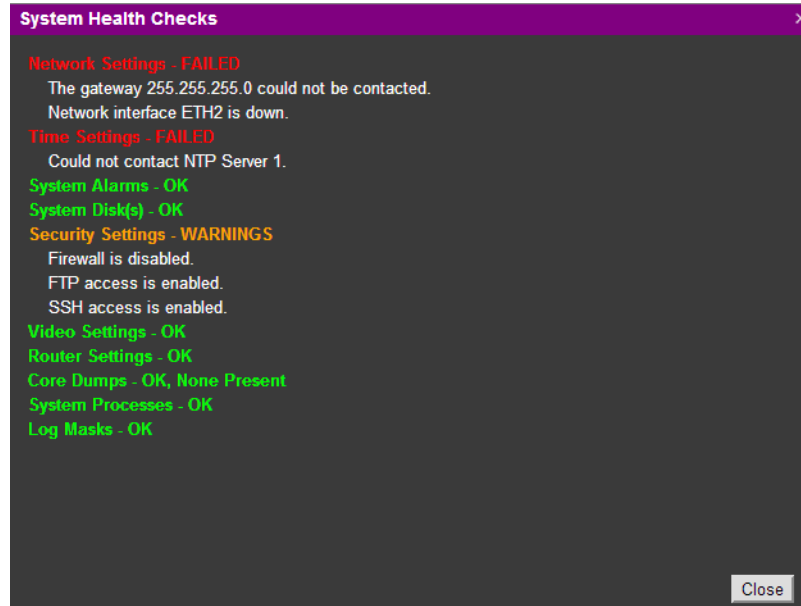 System Health Checks
Network Settings - FAILED
The gateway 255.255.255.0 could not be contacted.
Network interface ETH2 is down.
Time Settings - FAILED
Could not contact NTP Server 1.
System Alarms - OK
System Disk(s) - OK
Security Settings - WARNINGS
Firewall is disabled.
FTP access is enabled.
SSH access is enabled.
Video Settings - OK
Router Settings - OK
Core Dumps - OK, None Present
System Processes - OK
Log Masks - OK
Close